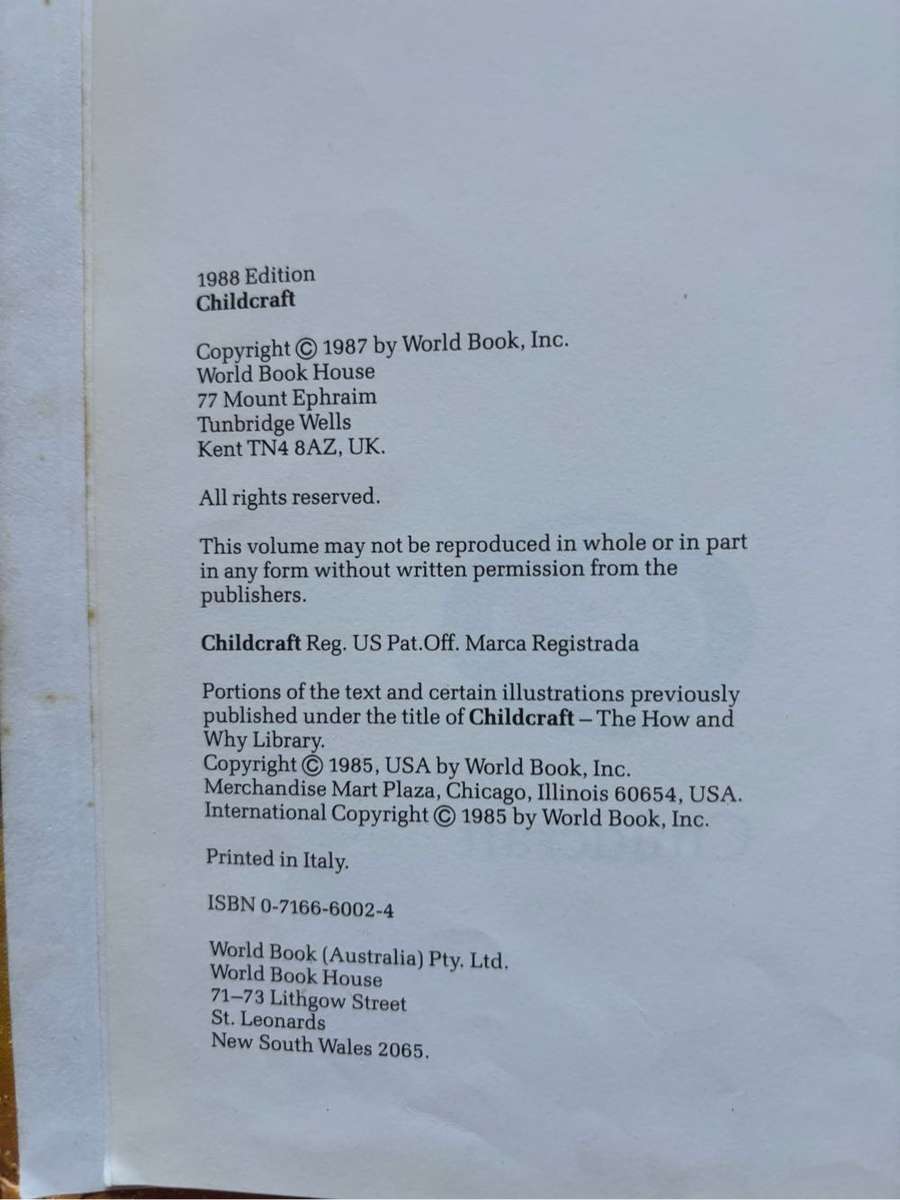 1988 Edition
Childcraft
Copyright © 1987 by World Book, Inc.
World Book House
77 Mount Ephraim
Tunbridge Wells
Kent TN4 8AZ, UK.
All rights reserved.
This volume may not be reproduced in whole or in part
in any form without written permission from the
publishers.
Childcraft Reg. US Pat.Off. Marca Registrada
Portions of the text and certain illustrations previously
published under the title of Childcraft – The How and
Why Library.
Copyright © 1985, USA by World Book, Inc.
Merchandise Mart Plaza, Chicago, Illinois 60654, USA.
International Copyright © 1985 by World Book, Inc.
Printed in Italy.
ISBN 0-7166-6002-4
World Book (Australia) Pty. Ltd.
World Book House
71–73 Lithgow Street
St. Leonards
New South Wales 2065.